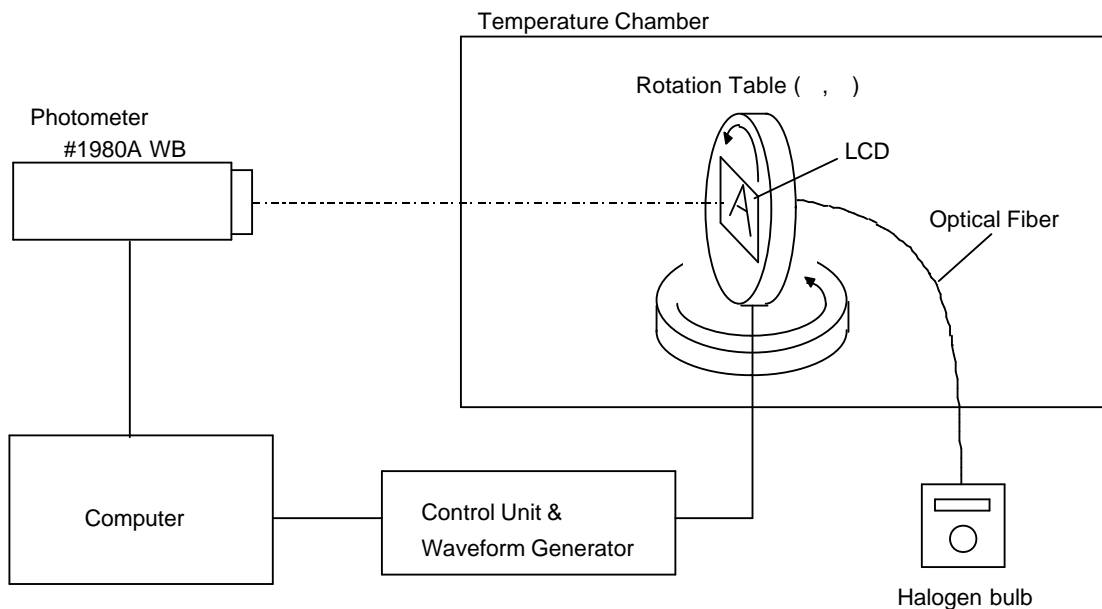 Temperature Chamber
Rotation Table ( , )
Photometer
#1980A WB
LCD
A
Optical Fiber
Computer
Control Unit &
Waveform Generator
Halogen bulb